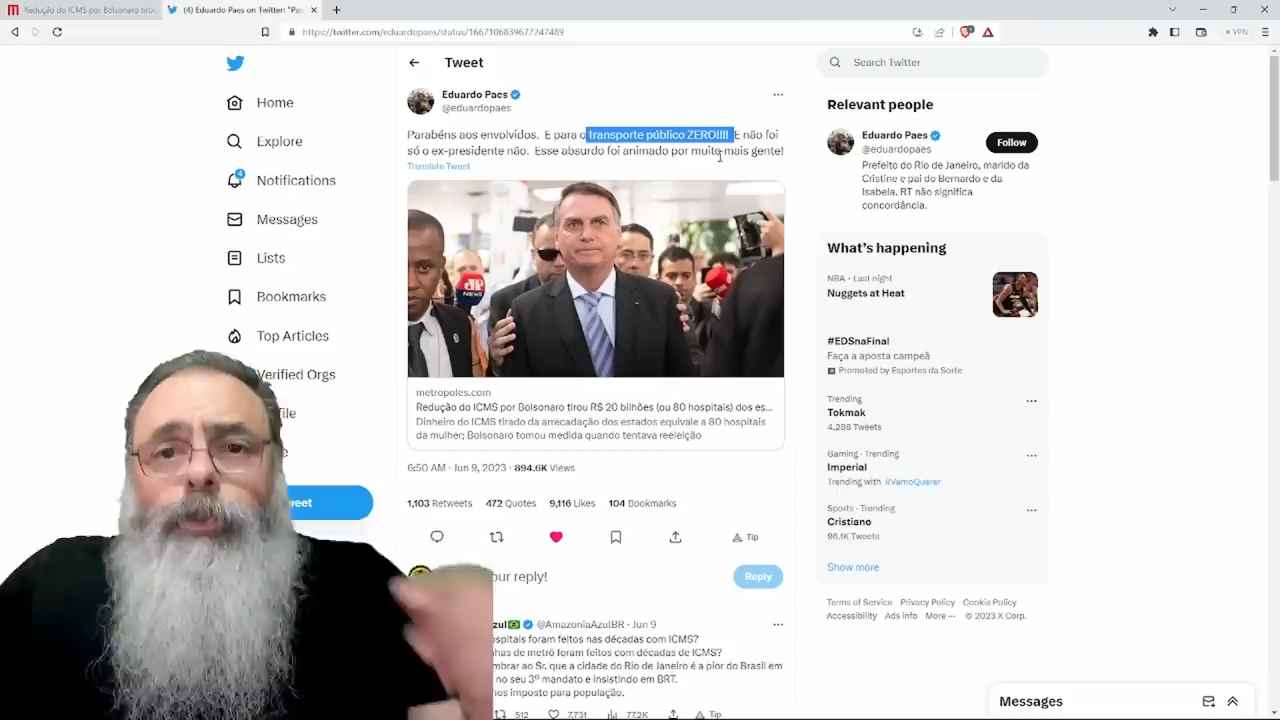 Redução do ICMS por Bolsonaro tirou
(4) Eduardo Paes on Twitter: "Par
https://twitter.com/eduardopaes/status/1667106839677247489
VPN
Home
Explore
4
Notifications
Messages
Lists
Bookmarks
Top Articles
Verified Orgs
file
e
weet
Tweet
Eduardo Paes
@eduardopaes
Parabéns aos envolvidos. E para o transporte público ZERO!!!! E não foi
só o ex-presidente não. Esse absurdo foi animado por muito mais gente!
Translate Tweet
NEWS
metropoles.com
Redução do ICMS por Bolsonaro tirou R$ 20 bilhões (ou 80 hospitais) dos es...
Dinheiro do ICMS tirado da arrecadação dos estados equivale a 80 hospitais
da mulher; Bolsonaro tomou medida quando tentava reeleição
6:50 AM · Jun 9, 2023 · 894.6K Views
1,103 Retweets 472 Quotes 9,116 Likes 104 Bookmarks
Tip
our reply!
Reply
zul @AmazoniaAzulBR · Jun 9
spitais foram feitos nas décadas com ICMS?
has de metrô foram feitos com décadas de ICMS?
mbrar ao Sr. que a cidade do Rio de Janeiro é a pior do Brasil em
no seu 3º mandato e insistindo em BRT.
nos imposto para população.
512 7,731 77.2K Tip
Search Twitter
Relevant people
Eduardo Paes
@eduardopaes
Follow
Prefeito do Rio de Janeiro, marido da
Cristine e pai do Bernardo e da
Isabela. RT não significa
concordância.
What's happening
NBA · Last night
Nuggets at Heat
#EDSnaFinal
Faça a aposta campeã
Promoted by Esportes da Sorte
Trending
Tokmak
4,288 Tweets
Gaming · Trending
Imperial
Trending with #VamoQuerer
Sports · Trending
Cristiano
86.1K Tweets
Show more
Terms of Service Privacy Policy Cookie Policy
Accessibility Ads info More ··· © 2023 X Corp.
Messages